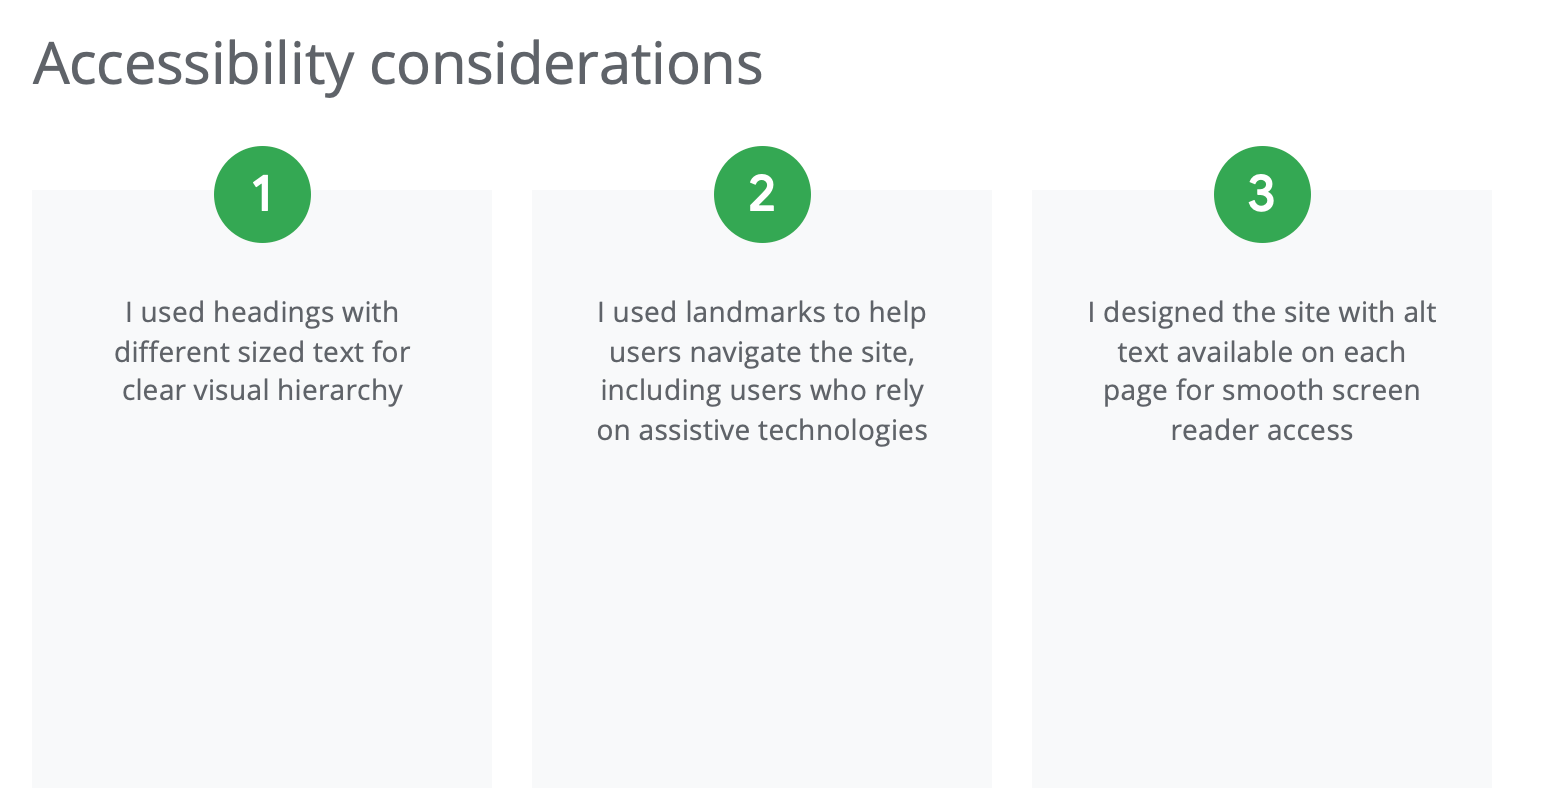 Accessibility considerations
1
I used headings with
different sized text for
clear visual hierarchy
2
I used landmarks to help
users navigate the site,
including users who rely
on assistive technologies
3
I designed the site with alt
text available on each
page for smooth screen
reader access